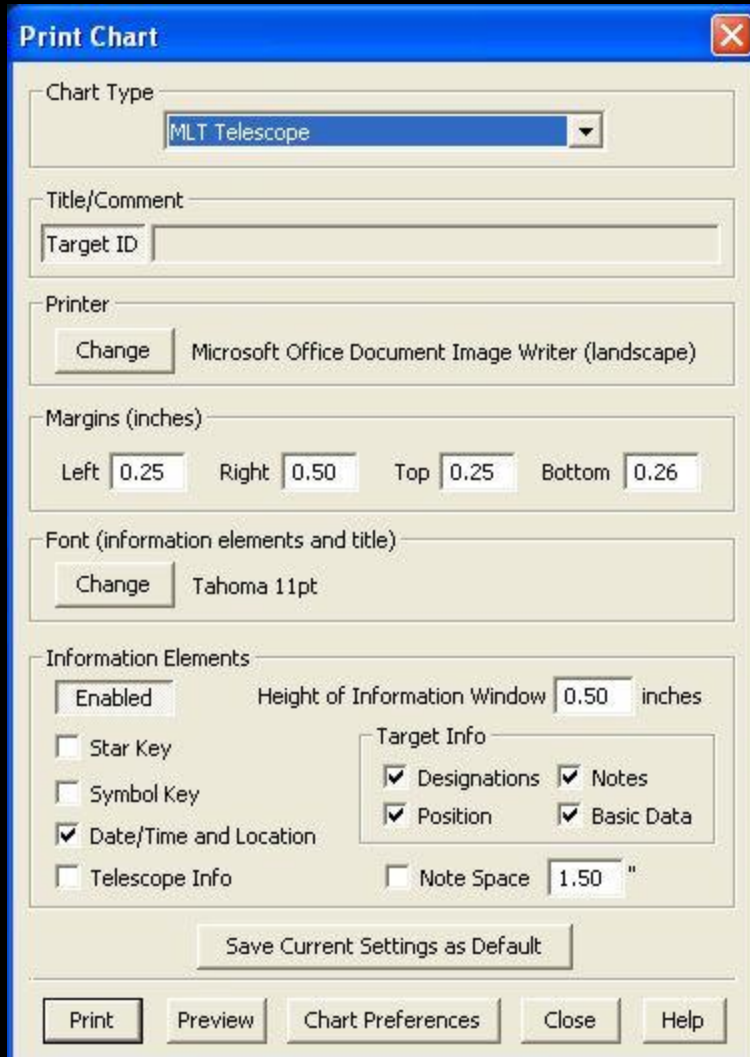 Print Chart
Chart Type
MLT Telescope
Title/Comment
Target ID
Printer
Change Microsoft Office Document Image Writer (landscape)
Margins (inches)
Left 0.25 Right 0.50 Top 0.25 Bottom 0.26
Font (information elements and title)
Change Tahoma 11pt
Information Elements
Enabled Height of Information Window 0.50 inches
Star Key
Symbol Key
Date/Time and Location
Telescope Info
Target Info
Designations Notes
Position Basic Data
Note Space 1.50 "
Save Current Settings as Default
Print Preview Chart Preferences Close Help